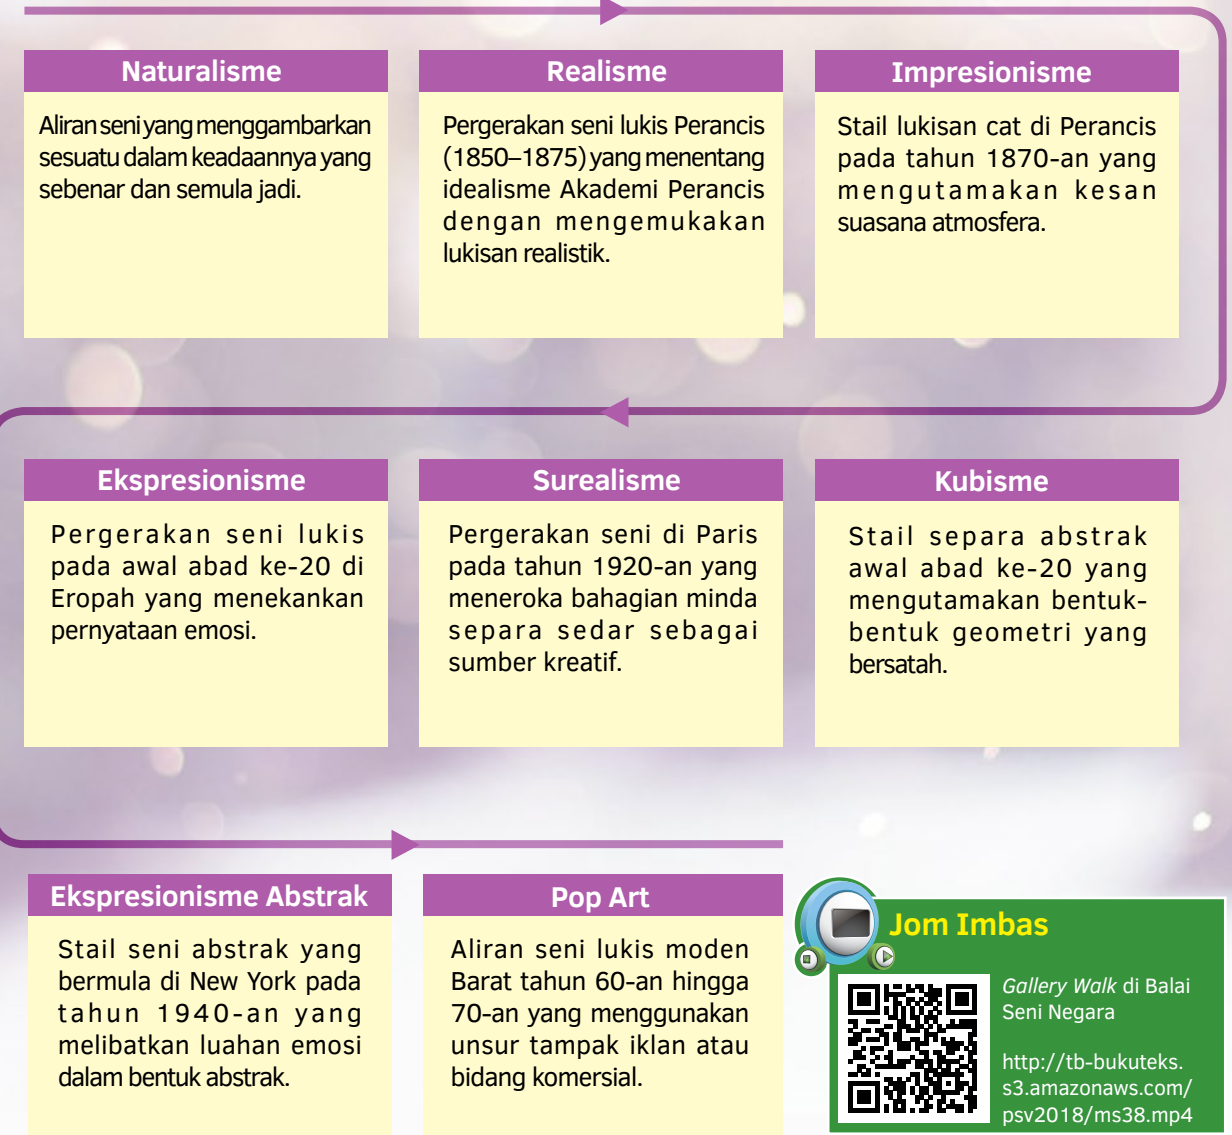 Naturalisme
Aliran seni yang menggambarkan
sesuatu dalam keadaannya yang
sebenar dan semula jadi.
Realisme
Pergerakan seni lukis Perancis
(1850–1875) yang menentang
idealisme Akademi Perancis
dengan mengemukakan
lukisan realistik.
Impresionisme
Stail lukisan cat di Perancis
pada tahun 1870-an yang
mengutamakan kesan
suasana atmosfera.
Ekspresionisme
Pergerakan seni lukis
pada awal abad ke-20 di
Eropah yang menekankan
pernyataan emosi.
Surealisme
Pergerakan seni di Paris
pada tahun 1920-an yang
meneroka bahagian minda
separa sedar sebagai
sumber kreatif.
Kubisme
Stail separa abstrak
awal abad ke-20 yang
mengutamakan bentuk-
bentuk geometri yang
bersatah.
Ekspresionisme Abstrak
Stail seni abstrak yang
bermula di New York pada
tahun 1940-an yang
melibatkan luahan emosi
dalam bentuk abstrak.
Pop Art
Aliran seni lukis moden
Barat tahun 60-an hingga
70-an yang menggunakan
unsur tampak iklan atau
bidang komersial.
Jom Imbas
Gallery Walk di Balai
Seni Negara
http://tb-bukuteks.
s3.amazonaws.com/
psv2018/ms38.mp4